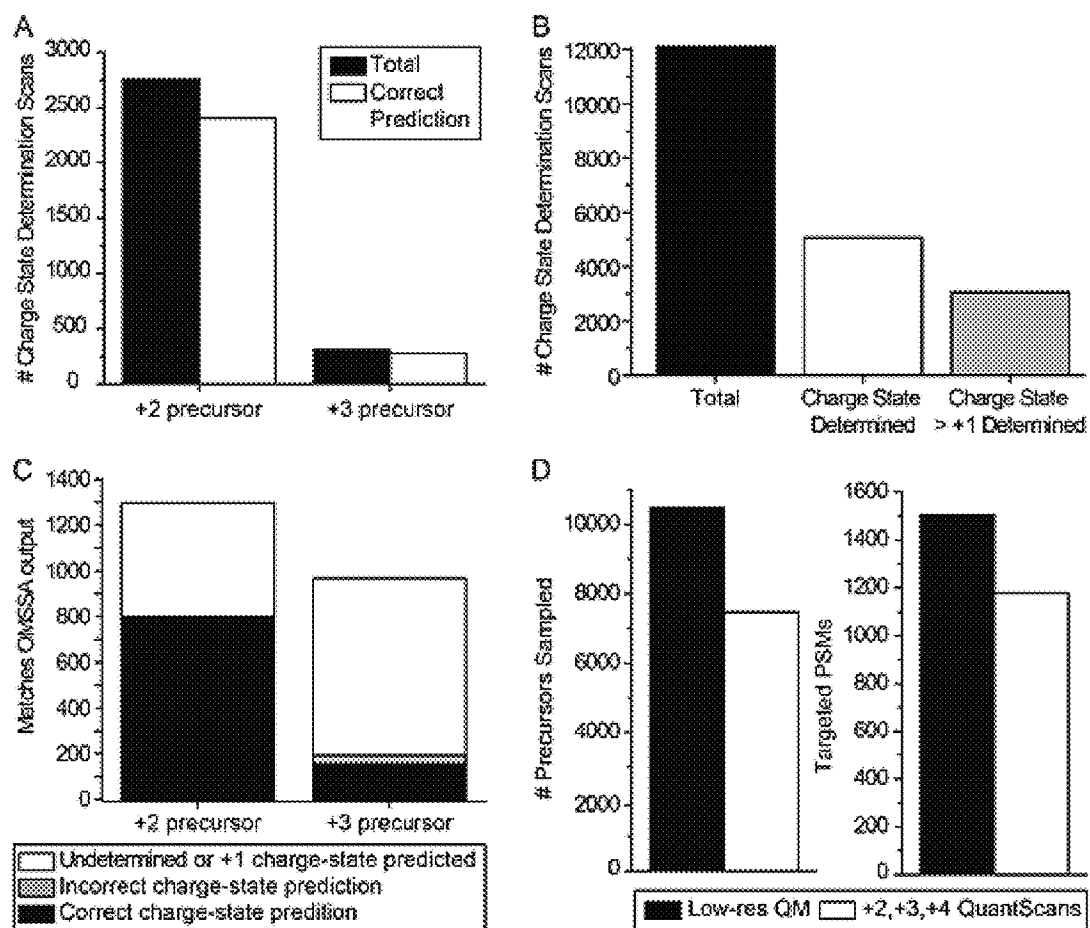 A
# Charge State Determination Scans
3000
2500
2000
1500
1000
500
0
Total
Correct
Prediction
+2 precursor
+3 precursor
B
# Charge State Determination Scans
12000
10000
8000
6000
4000
2000
0
Total
Charge State
Determined
Charge State
> +1 Determined
C
Matches OMSSA output
1400
1200
1000
800
600
400
200
0
+2 precursor
+3 precursor
Undetermined or +1 charge-state predicted
Incorrect charge-state prediction
Correct charge-state predition
D
# Precursors Sampled
10000
8000
6000
4000
2000
0
Targeted PSMs
1600
1400
1200
1000
800
600
400
200
0
Low-res QM
+2,+3,+4 QuantScans